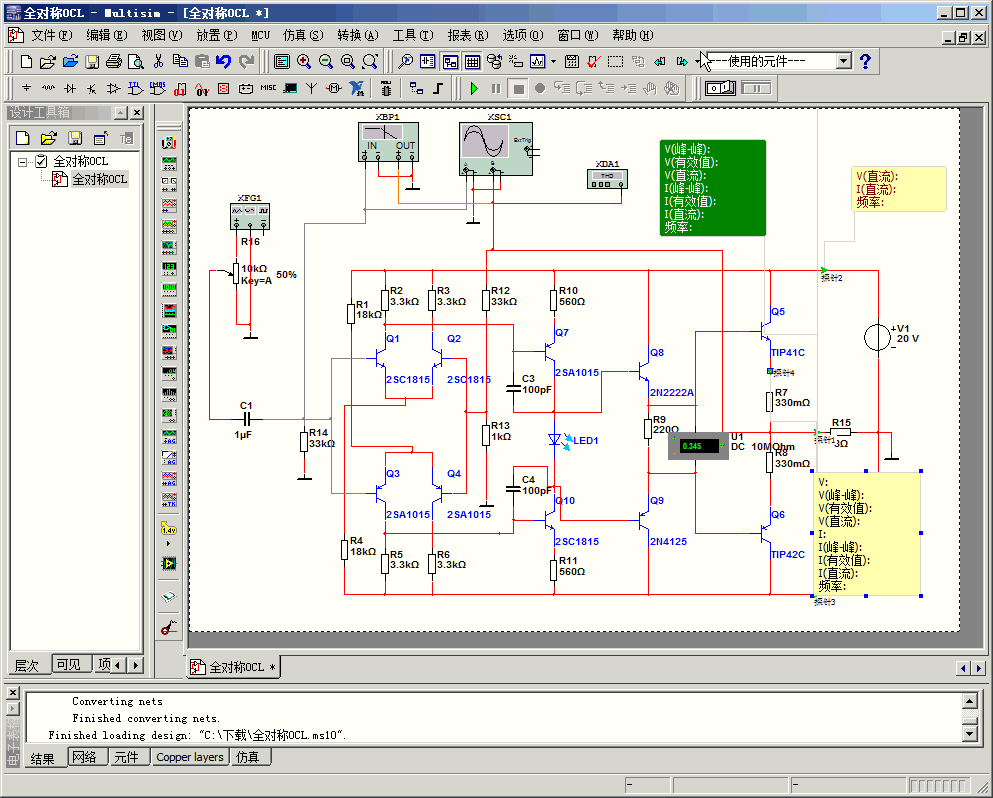 全对称OCL - Multisim - [全对称OCL *]
文件(F) 编辑(E) 视图(V) 放置(P) MCU 仿真(S) 转换(A) 工具(T) 报表(R) 选项(O) 窗口(W) 帮助(H)
---使用的元件---
MISC
设计工具箱
全对称OCL
全对称OCL
层次 可见 项
XBP1
IN OUT
XSC1
Ext Trig
XDA1
THD
XFG1
V(峰-峰):
V(有效值):
V(直流):
I(峰-峰):
I(有效值):
I(直流):
频率:
V(直流):
I(直流):
频率:
探针2
R16
10kΩ
Key=A
50%
R1
18kΩ
R2
3.3kΩ
R3
3.3kΩ
R12
33kΩ
R10
560Ω
Q1
2SC1815
Q2
2SC1815
Q7
2SA1015
Q8
2N2222A
Q5
TIP41C
探针4
V1
20 V
C3
100pF
R7
330mΩ
C1
1µF
R14
33kΩ
R13
1kΩ
LED1
R9
220Ω
0.345
U1
DC 10MOhm
探针1
R15
3Ω
R8
330mΩ
Q3
2SA1015
Q4
2SA1015
C4
100pF
Q10
2SC1815
Q9
2N4125
Q6
TIP42C
R4
18kΩ
R5
3.3kΩ
R6
3.3kΩ
R11
560Ω
V:
V(峰-峰):
V(有效值):
V(直流):
I:
I(峰-峰):
I(有效值):
I(直流):
频率:
探针3
1.4v
全对称OCL *
Converting nets
Finished converting nets.
Finished loading design: "C:\下载\全对称OCL.ms10".
结果 网络 元件 Copper layers 仿真